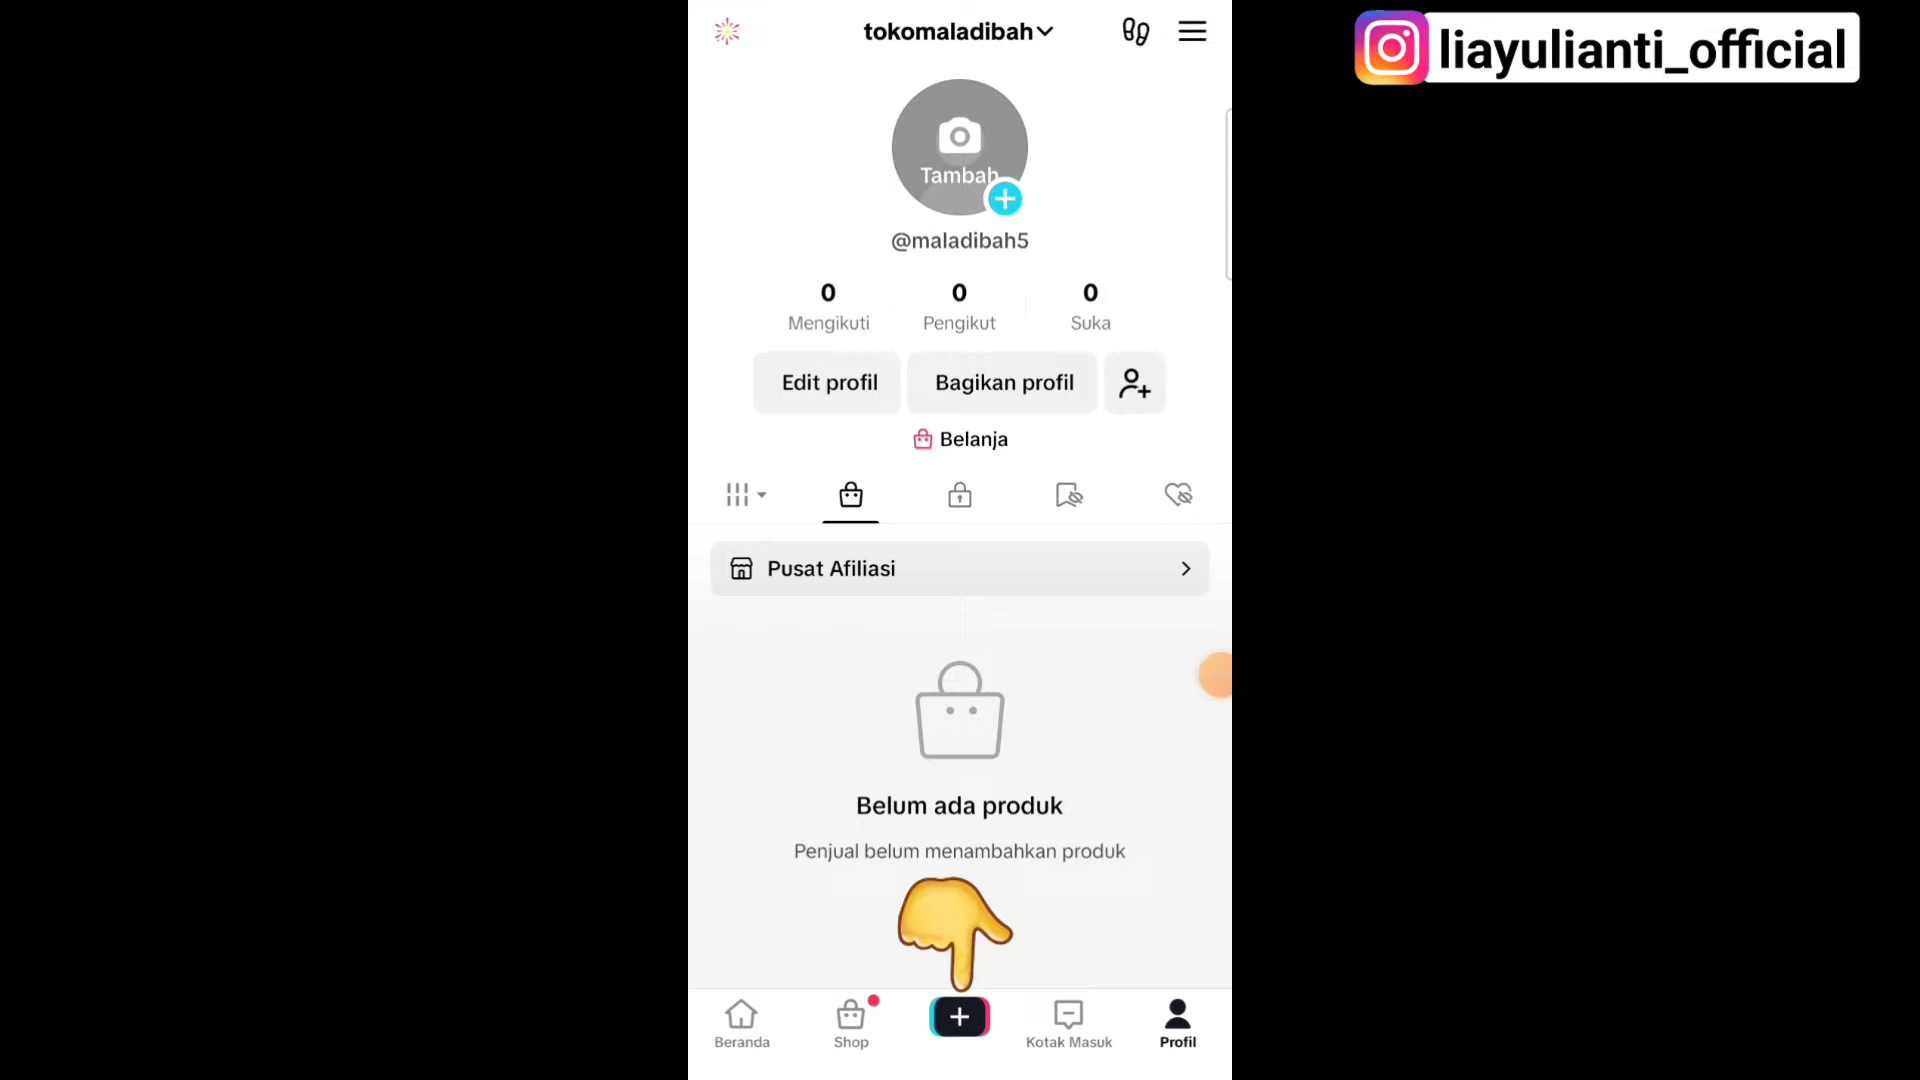 tokomaladibah
liayulianti_official
Tambah
@maladibah5
0 0 0
Mengikuti Pengikut Suka
Edit profil Bagikan profil
Belanja
Pusat Afiliasi
Belum ada produk
Penjual belum menambahkan produk
Beranda Shop Kotak Masuk Profil